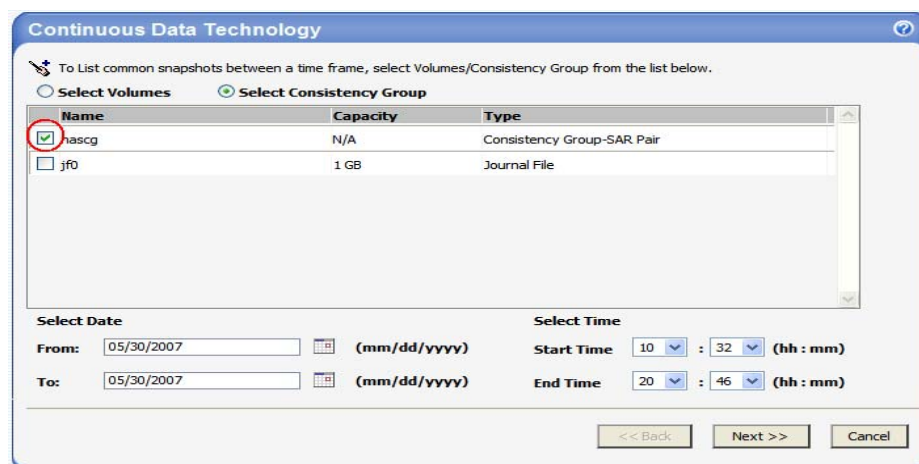 Continuous Data Technology
?
To List common snapshots between a time frame, select Volumes/Consistency Group from the list below.
Select Volumes Select Consistency Group
Name Capacity Type
nascg N/A Consistency Group-SAR Pair
jf0 1 GB Journal File
Select Date Select Time
From: 05/30/2007 (mm/dd/yyyy) Start Time 10 : 32 (hh : mm)
To: 05/30/2007 (mm/dd/yyyy) End Time 20 : 46 (hh : mm)
<< Back Next >> Cancel